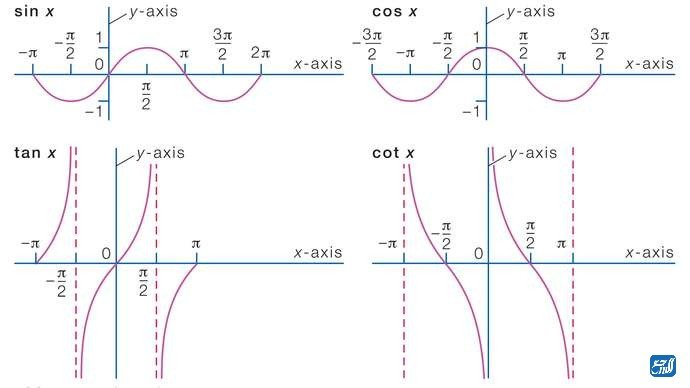 sin x
y-axis
1
0
−1
−π
−π/2
π/2
π
3π/2
2π
x-axis
cos x
y-axis
1
0
−1
−3π/2
−π
−π/2
π/2
π
3π/2
x-axis
tan x
y-axis
−π
−π/2
0
π/2
π
x-axis
cot x
y-axis
−π
−π/2
0
π/2
π
x-axis